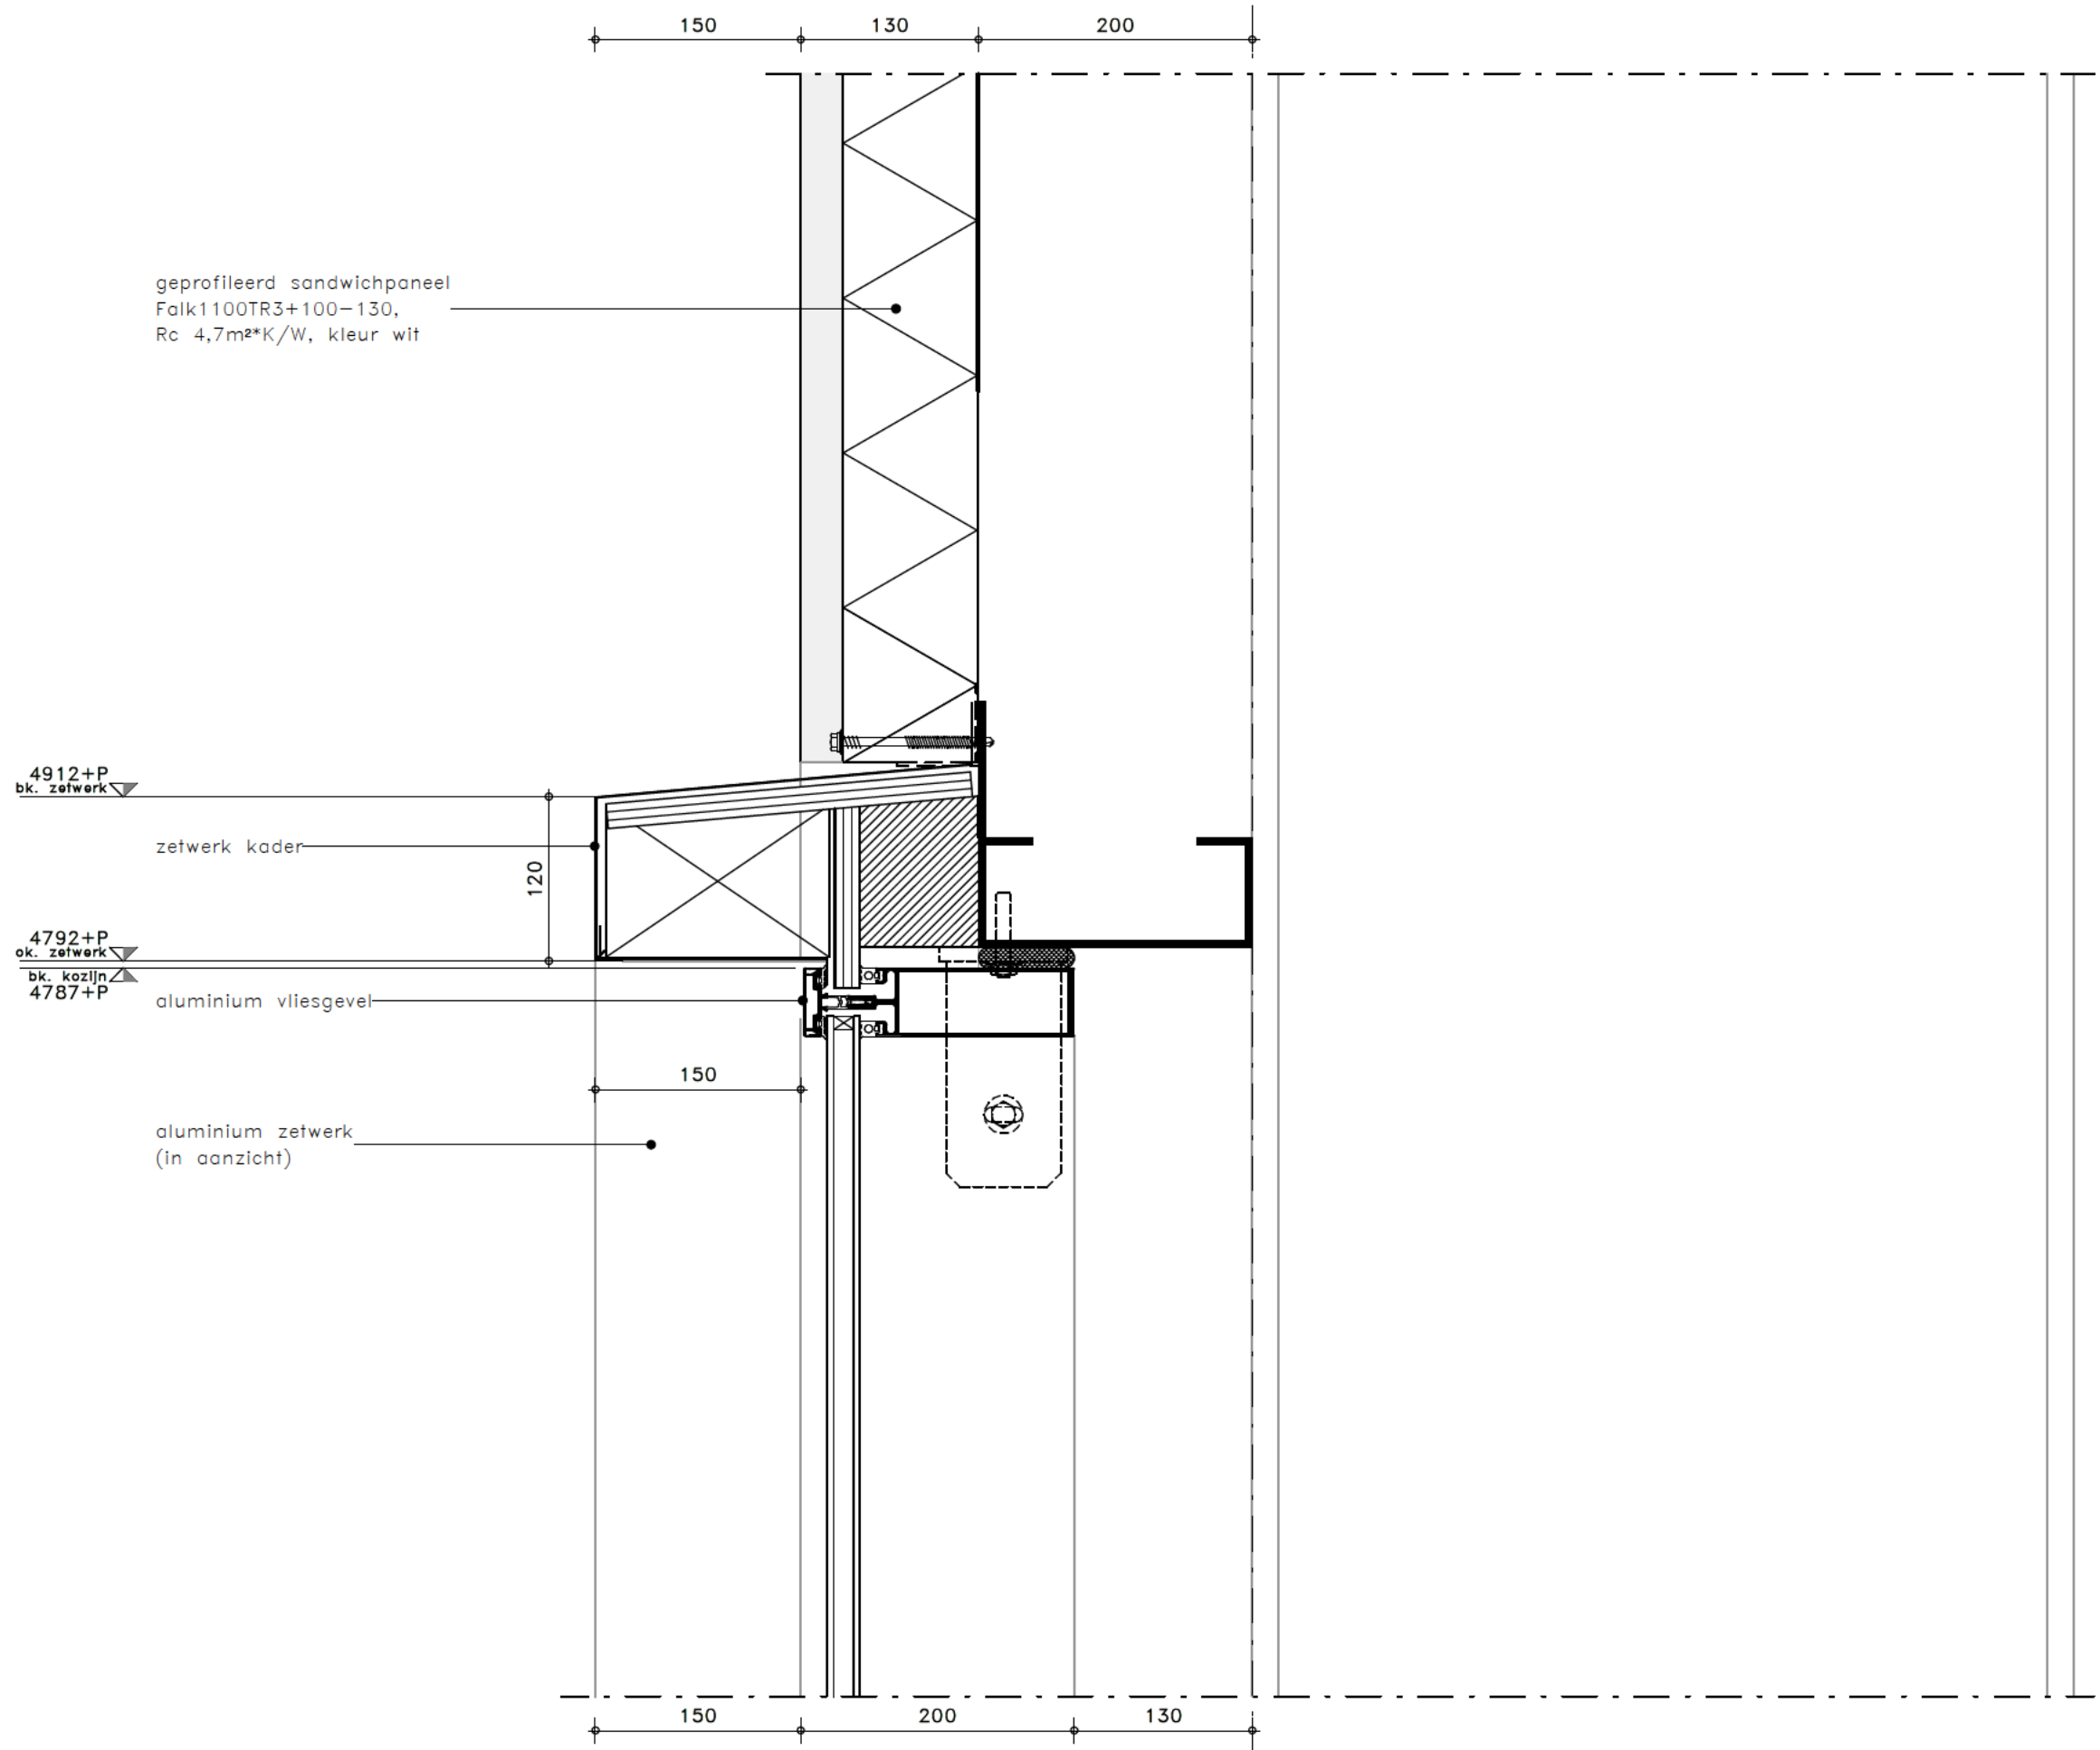 150
130
200
geprofileerd sandwichpaneel
Falk1100TR3+100-130,
Rc 4,7m²*K/W, kleur wit
4912+P
bk. zetwerk
zetwerk kader
120
4792+P
ok. zetwerk
bk. kozijn
4787+P
aluminium vliesgevel
150
aluminium zetwerk
(in aanzicht)
150
200
130